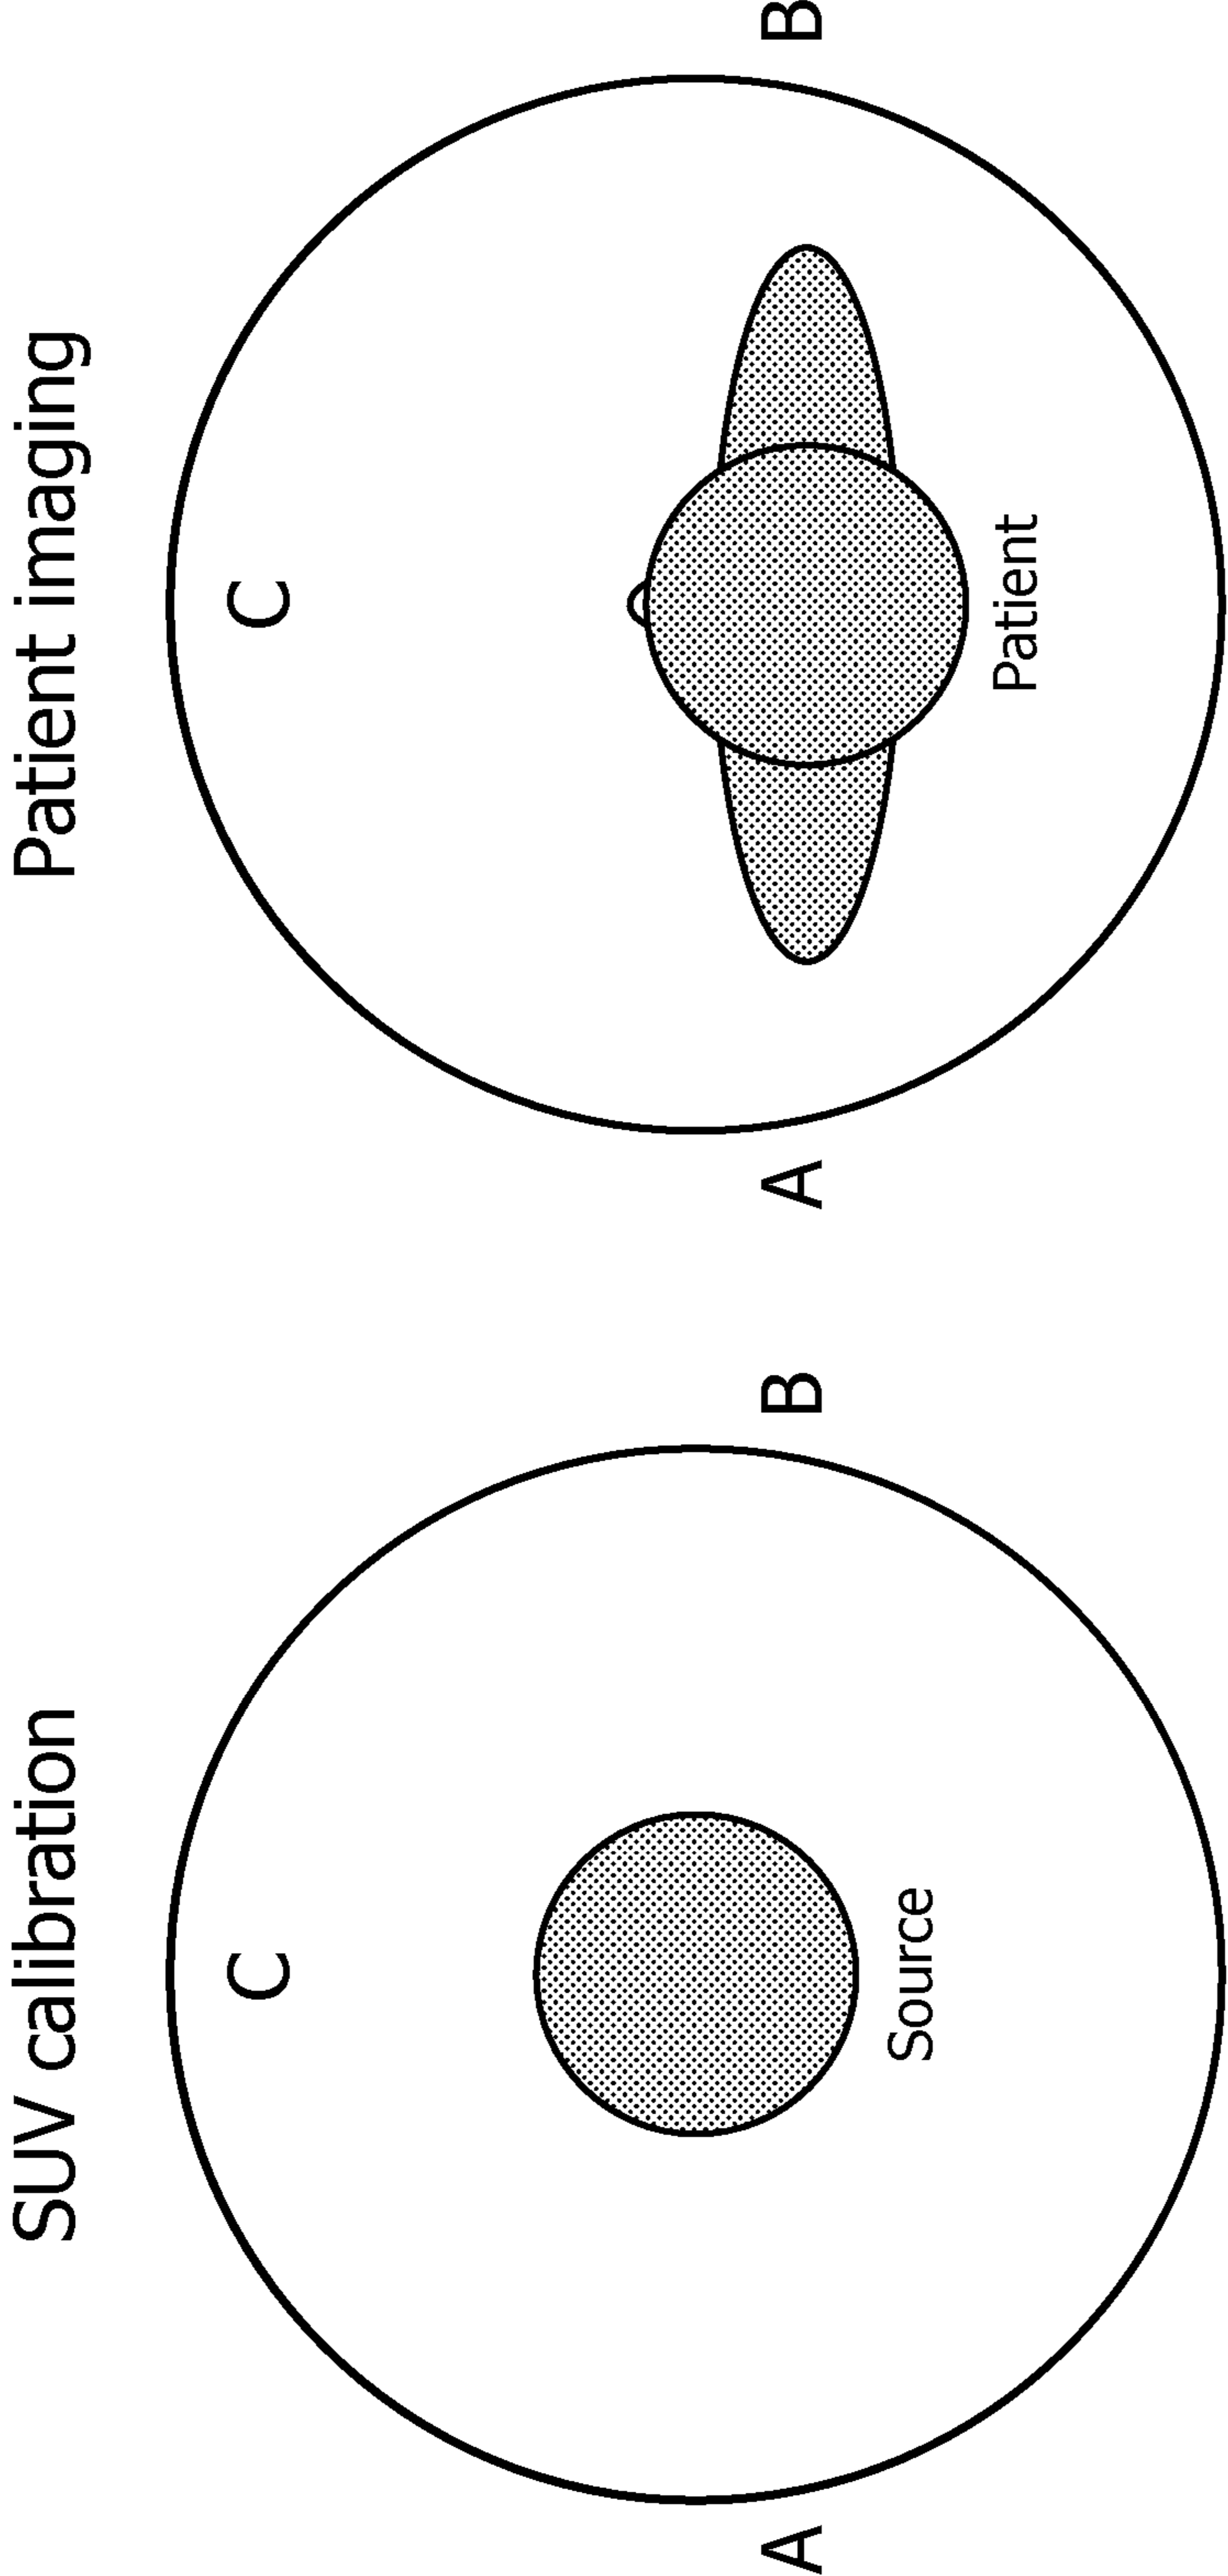 SUV calibration
C
A
B
Source
Patient imaging
C
A
B
Patient